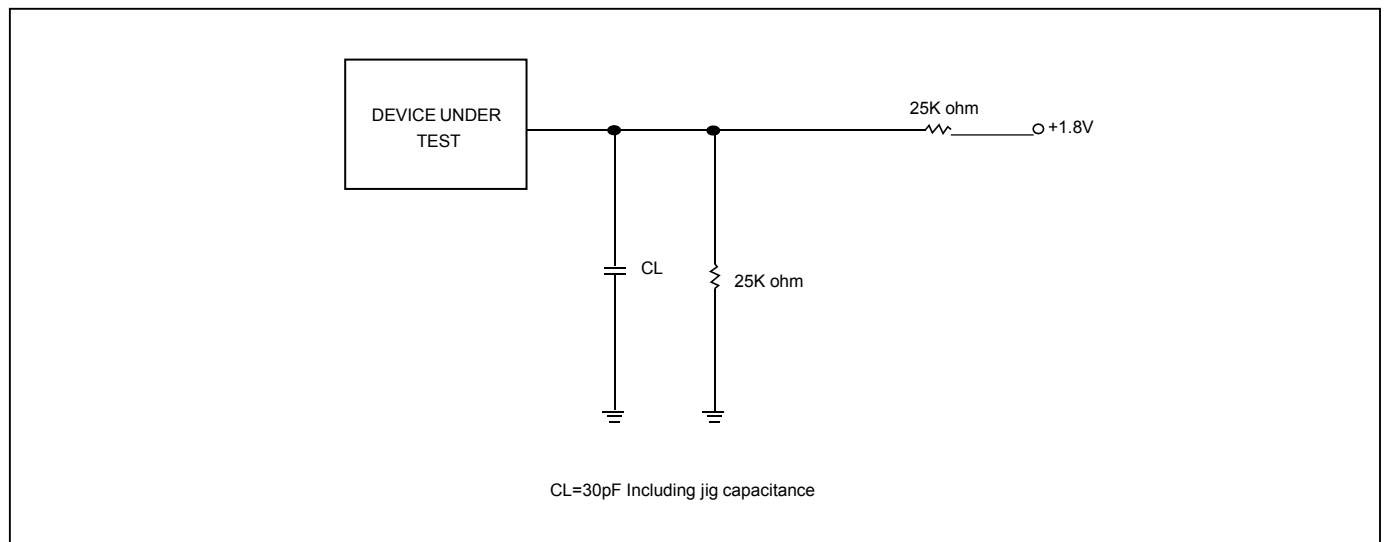 25K ohm
DEVICE UNDER
TEST
+1.8V
CL
25K ohm
CL=30pF Including jig capacitance